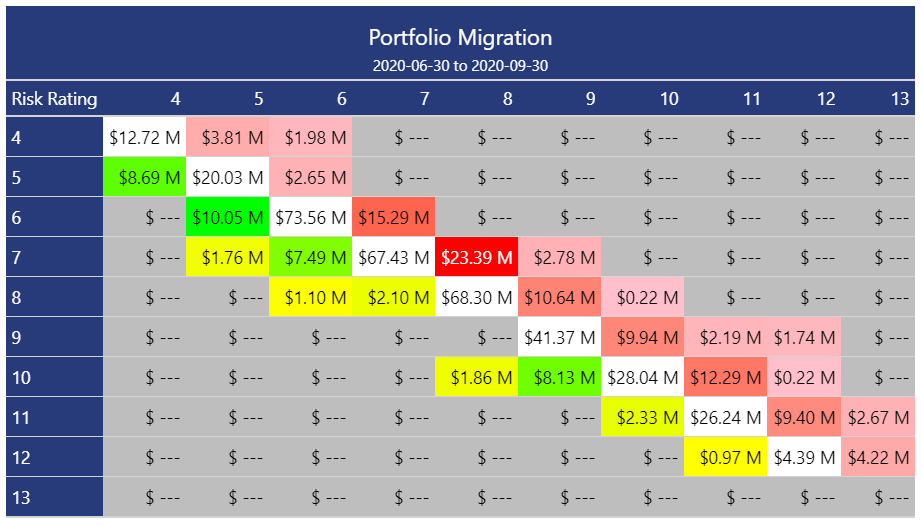 Portfolio Migration
2020-06-30 to 2020-09-30
Risk Rating 4 5 6 7 8 9 10 11 12 13
4 $12.72 M $3.81 M $1.98 M $ --- $ --- $ --- $ --- $ --- $ --- $ ---
5 $8.69 M $20.03 M $2.65 M $ --- $ --- $ --- $ --- $ --- $ --- $ ---
6 $ --- $10.05 M $73.56 M $15.29 M $ --- $ --- $ --- $ --- $ --- $ ---
7 $ --- $1.76 M $7.49 M $67.43 M $23.39 M $2.78 M $ --- $ --- $ --- $ ---
8 $ --- $ --- $1.10 M $2.10 M $68.30 M $10.64 M $0.22 M $ --- $ --- $ ---
9 $ --- $ --- $ --- $ --- $ --- $41.37 M $9.94 M $2.19 M $1.74 M $ ---
10 $ --- $ --- $ --- $ --- $1.86 M $8.13 M $28.04 M $12.29 M $0.22 M $ ---
11 $ --- $ --- $ --- $ --- $ --- $ --- $2.33 M $26.24 M $9.40 M $2.67 M
12 $ --- $ --- $ --- $ --- $ --- $ --- $ --- $0.97 M $4.39 M $4.22 M
13 $ --- $ --- $ --- $ --- $ --- $ --- $ --- $ --- $ --- $ ---